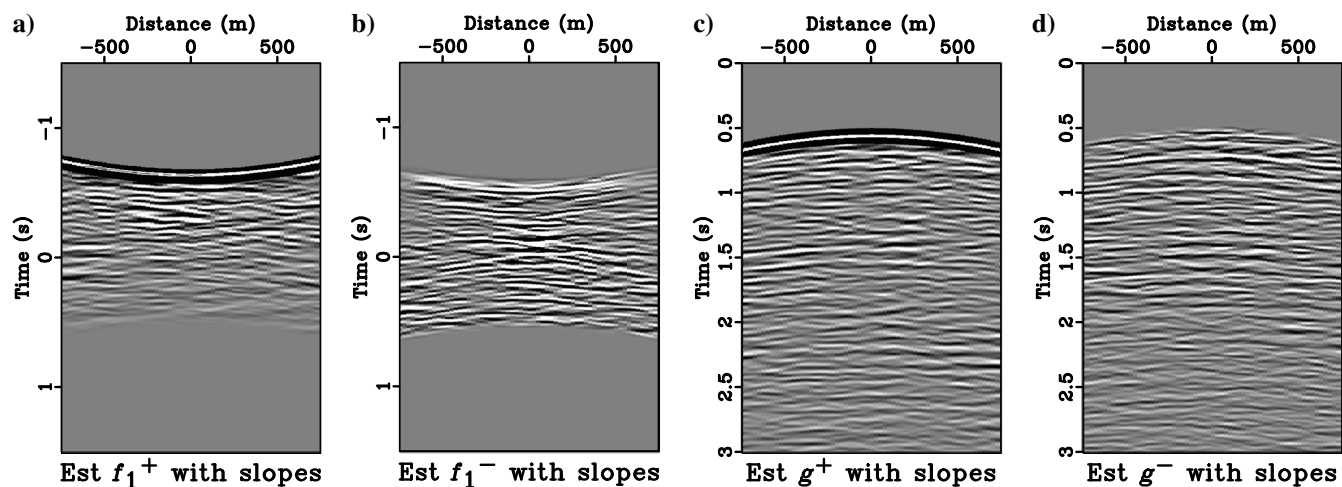 a)
Distance (m)
−500 0 500
Time (s)
−1
0
1
Est f₁⁺ with slopes
b)
Distance (m)
−500 0 500
Time (s)
−1
0
1
Est f₁⁻ with slopes
c)
Distance (m)
−500 0 500
Time (s)
0
0.5
1
1.5
2
2.5
3
Est g⁺ with slopes
d)
Distance (m)
−500 0 500
Time (s)
0
0.5
1
1.5
2
2.5
3
Est g⁻ with slopes